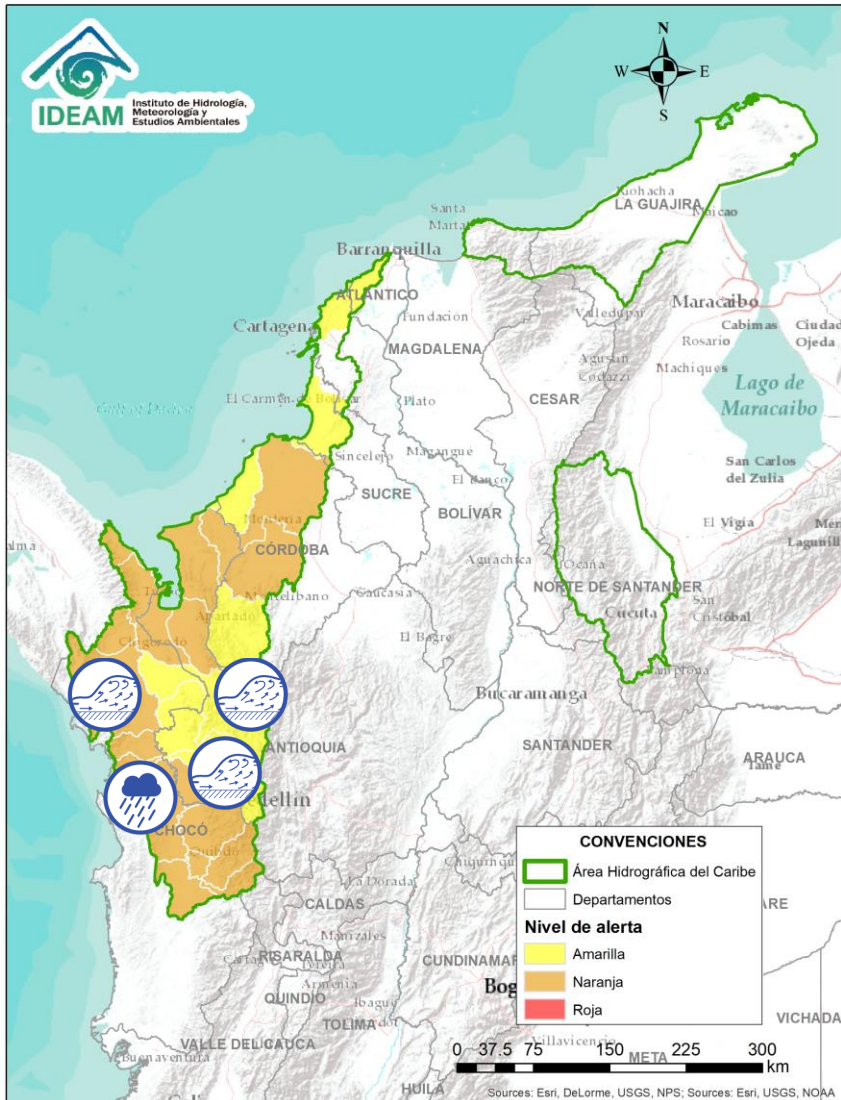 IDEAM
Instituto de Hidrología,
Meteorología y
Estudios Ambientales
N
W
E
S
Riohacha
LA GUAJIRA
Maicao
Santa
Marta
Barranquilla
ATLÁNTICO
Maracaibo
Cartagena
Fundación
Valledupar
Cabimas
Ciudad
Ojeda
Rosario
MAGDALENA
Machiques
Agustín
Codazzi
CESAR
Lago de
Maracaibo
El Carmen de Bolívar
Plato
Sincelejo
Magangué
San Carlos
del Zulia
El Banco
SUCRE
BOLÍVAR
Montería
El Vigía
CÓRDOBA
Aguachica
Ocaña
NORTE DE SANTANDER
Montelibano
Caucasia
Apartadó
Cúcuta
San
Cristóbal
El Bagre
Chigorodó
Pamplona
Bucaramanga
ANTIOQUIA
SANTANDER
ARAUCA
Tame
CHOCÓ
Quibdó
La Dorada
CALDAS
Manizales
RISARALDA
CUNDINAMAR
Armenia
QUINDÍO
Ibagué
TOLIMA
Bog
VICHADA
VALLE DEL CAUCA
Villavicencio
Buenaventura
META
HUILA
CONVENCIONES
Área Hidrográfica del Caribe
Departamentos
Nivel de alerta
Amarilla
Naranja
Roja
0 37.5 75 150 225 300
km
Sources: Esri, DeLorme, USGS, NPS; Sources: Esri, USGS, NOAA